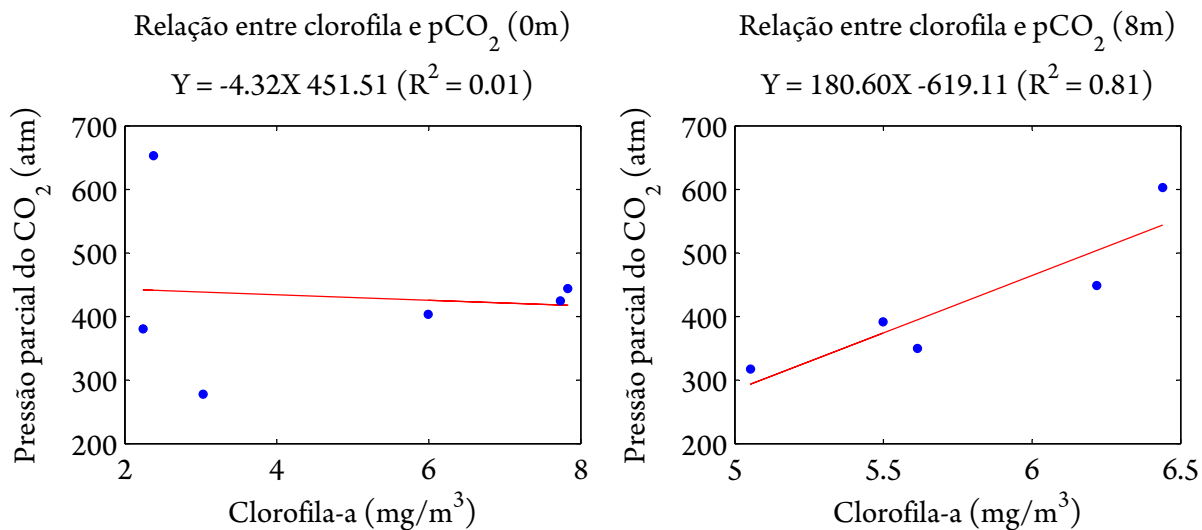 Relação entre clorofila e pCO₂ (0m)
Y = -4.32X 451.51 (R² = 0.01)
Pressão parcial do CO₂ (atm)
700
600
500
400
300
200
2
4
6
8
Clorofila-a (mg/m³)
Relação entre clorofila e pCO₂ (8m)
Y = 180.60X -619.11 (R² = 0.81)
Pressão parcial do CO₂ (atm)
700
600
500
400
300
200
5
5.5
6
6.5
Clorofila-a (mg/m³)